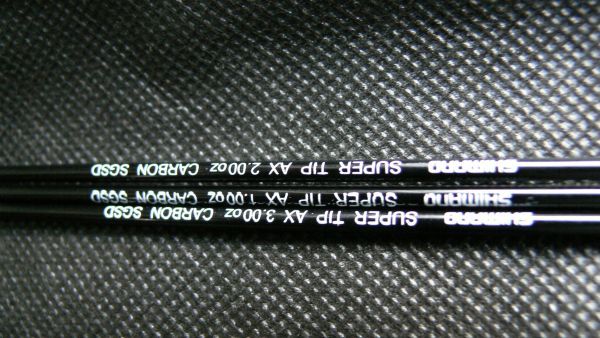 SHIMANO SUPER TIP AX 3.00oz CARBON SGSD
SHIMANO SUPER TIP AX 1.00oz CARBON SGSD
SHIMANO SUPER TIP AX 2.00oz CARBON SGSD